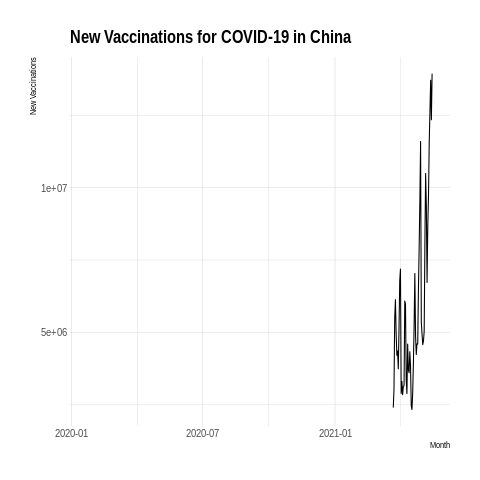 New Vaccinations for COVID-19 in China
New Vaccinations
1e+07
5e+06
2020-01 2020-07 2021-01
Month